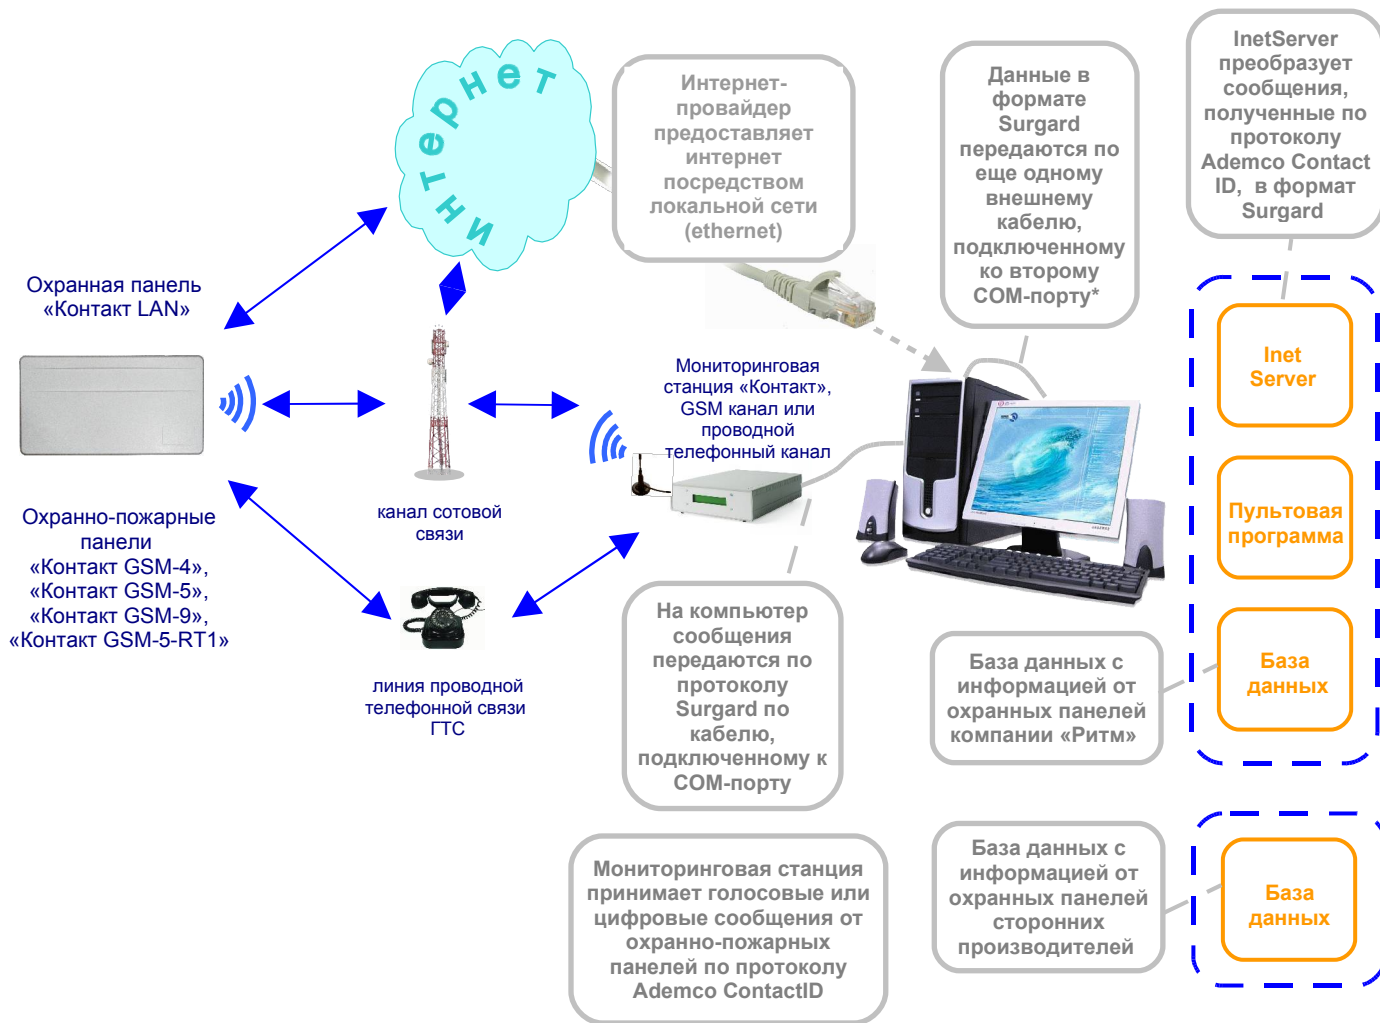 Интернет
Интернет-
провайдер
предоставляет
интернет
посредством
локальной сети
(ethernet)
Данные в
формате
Surgard
передаются по
еще одному
внешнему
кабелю,
подключенному
ко второму
COM-порту*
InetServer
преобразует
сообщения,
полученные по
протоколу
Ademco Contact
ID, в формат
Surgard
Охранная панель
«Контакт LAN»
Охранно-пожарные
панели
«Контакт GSM-4»,
«Контакт GSM-5»,
«Контакт GSM-9»,
«Контакт GSM-5-RT1»
канал сотовой
связи
линия проводной
телефонной связи
ГТС
Мониторинговая
станция «Контакт»,
GSM канал или
проводной
телефонный канал
На компьютер
сообщения
передаются по
протоколу
Surgard по
кабелю,
подключенному к
COM-порту
Мониторинговая станция
принимает голосовые или
цифровые сообщения от
охранно-пожарных
панелей по протоколу
Ademco ContactID
Inet
Server
Пультовая
программа
База
данных
База данных с
информацией от
охранных панелей
компании «Ритм»
База данных с
информацией от
охранных панелей
сторонних
производителей
База
данных